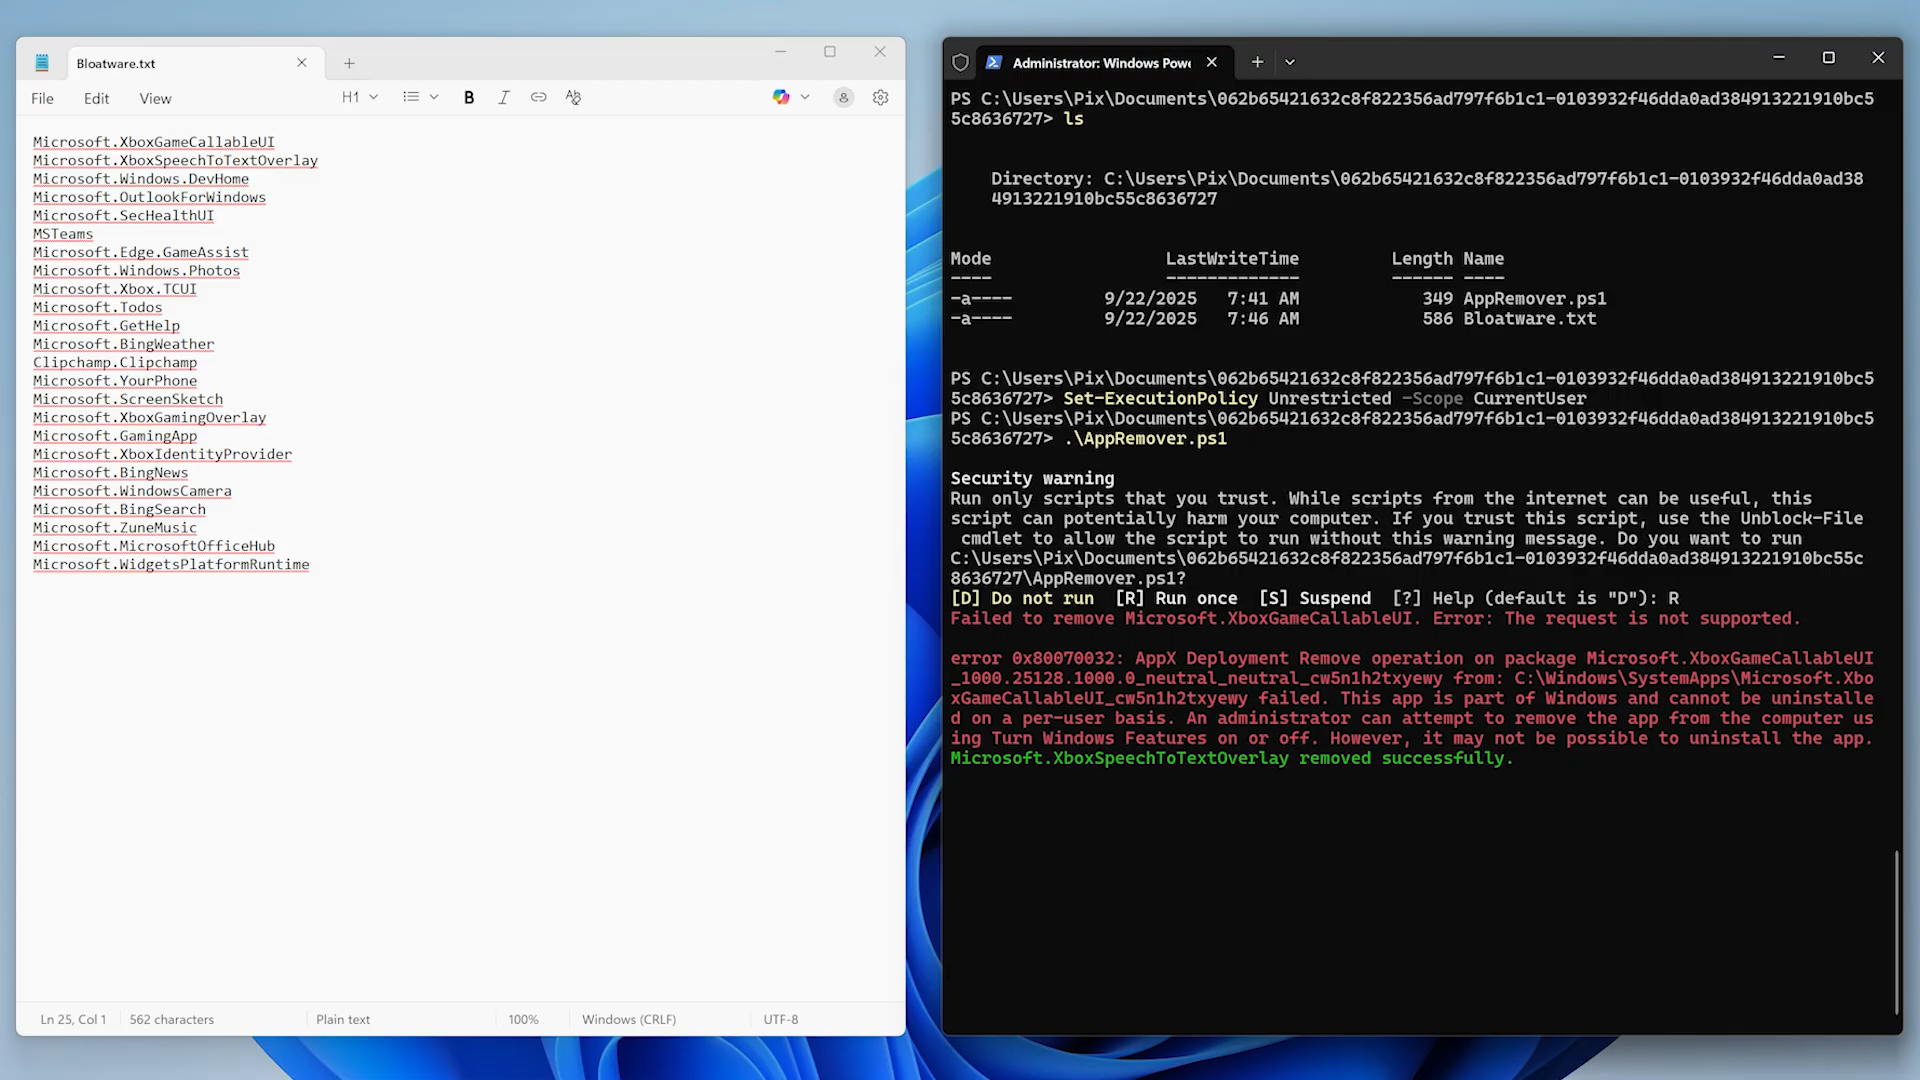 Bloatware.txt
File Edit View H1
Microsoft.XboxGameCallableUI
Microsoft.XboxSpeechToTextOverlay
Microsoft.Windows.DevHome
Microsoft.OutlookForWindows
Microsoft.SecHealthUI
MSTeams
Microsoft.Edge.GameAssist
Microsoft.Windows.Photos
Microsoft.Xbox.TCUI
Microsoft.Todos
Microsoft.GetHelp
Microsoft.BingWeather
Clipchamp.Clipchamp
Microsoft.YourPhone
Microsoft.ScreenSketch
Microsoft.XboxGamingOverlay
Microsoft.GamingApp
Microsoft.XboxIdentityProvider
Microsoft.BingNews
Microsoft.WindowsCamera
Microsoft.BingSearch
Microsoft.ZuneMusic
Microsoft.MicrosoftOfficeHub
Microsoft.WidgetsPlatformRuntime
Ln 25, Col 1 562 characters Plain text 100% Windows (CRLF) UTF-8
Administrator: Windows Powe
PS C:\Users\Pix\Documents\062b65421632c8f822356ad797f6b1c1-0103932f46dda0ad384913221910bc5
5c8636727> ls
Directory: C:\Users\Pix\Documents\062b65421632c8f822356ad797f6b1c1-0103932f46dda0ad38
4913221910bc55c8636727
Mode LastWriteTime Length Name
---- ------------- ------ ----
-a---- 9/22/2025 7:41 AM 349 AppRemover.ps1
-a---- 9/22/2025 7:46 AM 586 Bloatware.txt
PS C:\Users\Pix\Documents\062b65421632c8f822356ad797f6b1c1-0103932f46dda0ad384913221910bc5
5c8636727> Set-ExecutionPolicy Unrestricted -Scope CurrentUser
PS C:\Users\Pix\Documents\062b65421632c8f822356ad797f6b1c1-0103932f46dda0ad384913221910bc5
5c8636727> .\AppRemover.ps1
Security warning
Run only scripts that you trust. While scripts from the internet can be useful, this
script can potentially harm your computer. If you trust this script, use the Unblock-File
cmdlet to allow the script to run without this warning message. Do you want to run
C:\Users\Pix\Documents\062b65421632c8f822356ad797f6b1c1-0103932f46dda0ad384913221910bc55c
8636727\AppRemover.ps1?
[D] Do not run [R] Run once [S] Suspend [?] Help (default is "D"): R
Failed to remove Microsoft.XboxGameCallableUI. Error: The request is not supported.
error 0x80070032: AppX Deployment Remove operation on package Microsoft.XboxGameCallableUI
_1000.25128.1000.0_neutral_neutral_cw5n1h2txyewy from: C:\Windows\SystemApps\Microsoft.Xbo
xGameCallableUI_cw5n1h2txyewy failed. This app is part of Windows and cannot be uninstalle
d on a per-user basis. An administrator can attempt to remove the app from the computer us
ing Turn Windows Features on or off. However, it may not be possible to uninstall the app.
Microsoft.XboxSpeechToTextOverlay removed successfully.